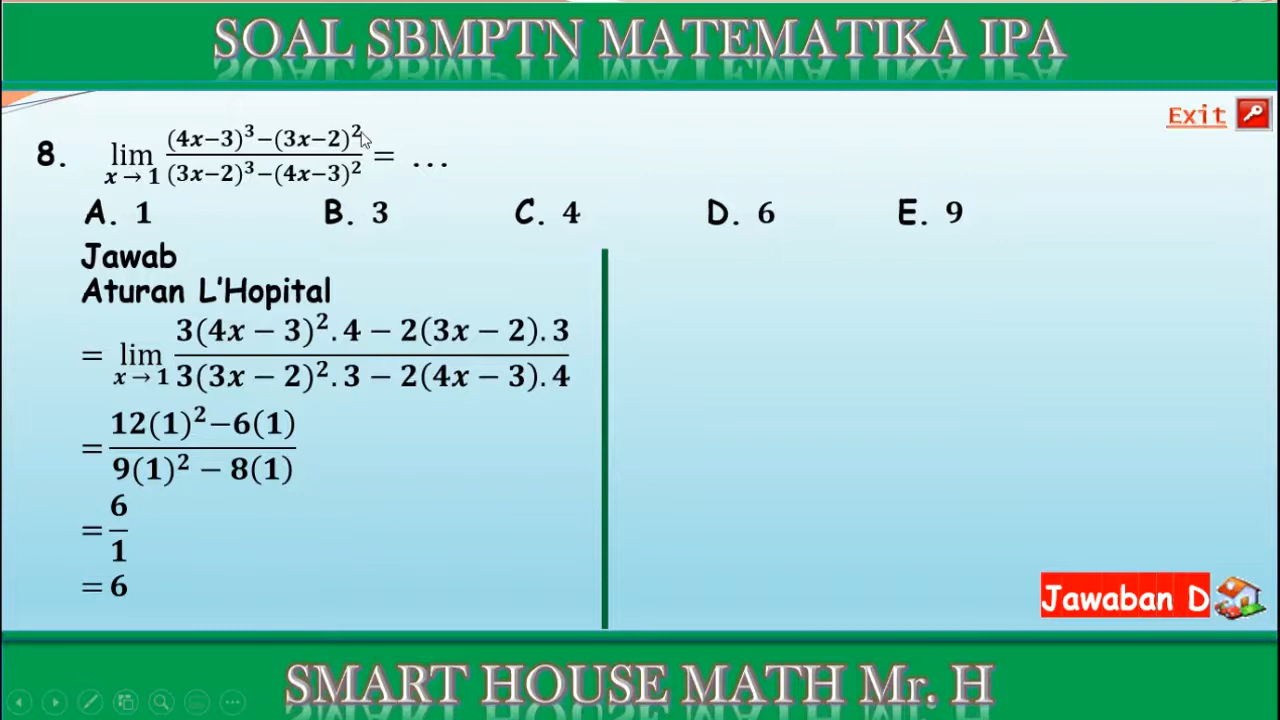 SOAL SBMPTN MATEMATIKA IPA
Exit
8. lim x→1 (4x−3)³−(3x−2)² / (3x−2)³−(4x−3)² = ...
A. 1 B. 3 C. 4 D. 6 E. 9
Jawab
Aturan L'Hopital
= lim x→1 3(4x − 3)².4 − 2(3x − 2).3 / 3(3x − 2)².3 − 2(4x − 3).4
= 12(1)²−6(1) / 9(1)² − 8(1)
= 6/1
= 6
Jawaban D
SMART HOUSE MATH Mr. H